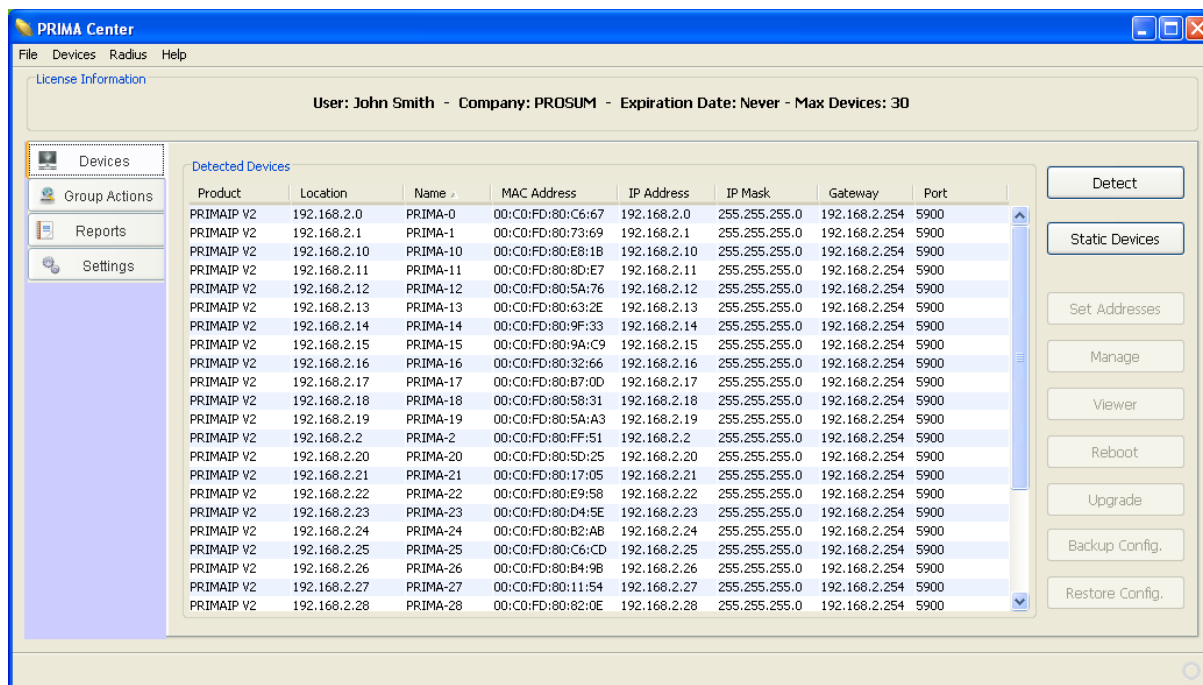 PRIMA Center
File Devices Radius Help
License Information
User: John Smith - Company: PROSUM - Expiration Date: Never - Max Devices: 30
Devices
Group Actions
Reports
Settings
Detected Devices
Product Location Name MAC Address IP Address IP Mask Gateway Port
PRIMAIP V2 192.168.2.0 PRIMA-0 00:C0:FD:80:C6:67 192.168.2.0 255.255.255.0 192.168.2.254 5900
PRIMAIP V2 192.168.2.1 PRIMA-1 00:C0:FD:80:73:69 192.168.2.1 255.255.255.0 192.168.2.254 5900
PRIMAIP V2 192.168.2.10 PRIMA-10 00:C0:FD:80:E8:1B 192.168.2.10 255.255.255.0 192.168.2.254 5900
PRIMAIP V2 192.168.2.11 PRIMA-11 00:C0:FD:80:8D:E7 192.168.2.11 255.255.255.0 192.168.2.254 5900
PRIMAIP V2 192.168.2.12 PRIMA-12 00:C0:FD:80:5A:76 192.168.2.12 255.255.255.0 192.168.2.254 5900
PRIMAIP V2 192.168.2.13 PRIMA-13 00:C0:FD:80:63:2E 192.168.2.13 255.255.255.0 192.168.2.254 5900
PRIMAIP V2 192.168.2.14 PRIMA-14 00:C0:FD:80:9F:33 192.168.2.14 255.255.255.0 192.168.2.254 5900
PRIMAIP V2 192.168.2.15 PRIMA-15 00:C0:FD:80:9A:C9 192.168.2.15 255.255.255.0 192.168.2.254 5900
PRIMAIP V2 192.168.2.16 PRIMA-16 00:C0:FD:80:32:66 192.168.2.16 255.255.255.0 192.168.2.254 5900
PRIMAIP V2 192.168.2.17 PRIMA-17 00:C0:FD:80:B7:0D 192.168.2.17 255.255.255.0 192.168.2.254 5900
PRIMAIP V2 192.168.2.18 PRIMA-18 00:C0:FD:80:58:31 192.168.2.18 255.255.255.0 192.168.2.254 5900
PRIMAIP V2 192.168.2.19 PRIMA-19 00:C0:FD:80:5A:A3 192.168.2.19 255.255.255.0 192.168.2.254 5900
PRIMAIP V2 192.168.2.2 PRIMA-2 00:C0:FD:80:FF:51 192.168.2.2 255.255.255.0 192.168.2.254 5900
PRIMAIP V2 192.168.2.20 PRIMA-20 00:C0:FD:80:5D:25 192.168.2.20 255.255.255.0 192.168.2.254 5900
PRIMAIP V2 192.168.2.21 PRIMA-21 00:C0:FD:80:17:05 192.168.2.21 255.255.255.0 192.168.2.254 5900
PRIMAIP V2 192.168.2.22 PRIMA-22 00:C0:FD:80:E9:58 192.168.2.22 255.255.255.0 192.168.2.254 5900
PRIMAIP V2 192.168.2.23 PRIMA-23 00:C0:FD:80:D4:5E 192.168.2.23 255.255.255.0 192.168.2.254 5900
PRIMAIP V2 192.168.2.24 PRIMA-24 00:C0:FD:80:B2:AB 192.168.2.24 255.255.255.0 192.168.2.254 5900
PRIMAIP V2 192.168.2.25 PRIMA-25 00:C0:FD:80:C6:CD 192.168.2.25 255.255.255.0 192.168.2.254 5900
PRIMAIP V2 192.168.2.26 PRIMA-26 00:C0:FD:80:B4:9B 192.168.2.26 255.255.255.0 192.168.2.254 5900
PRIMAIP V2 192.168.2.27 PRIMA-27 00:C0:FD:80:11:54 192.168.2.27 255.255.255.0 192.168.2.254 5900
PRIMAIP V2 192.168.2.28 PRIMA-28 00:C0:FD:80:82:0E 192.168.2.28 255.255.255.0 192.168.2.254 5900
Detect
Static Devices
Set Addresses
Manage
Viewer
Reboot
Upgrade
Backup Config.
Restore Config.